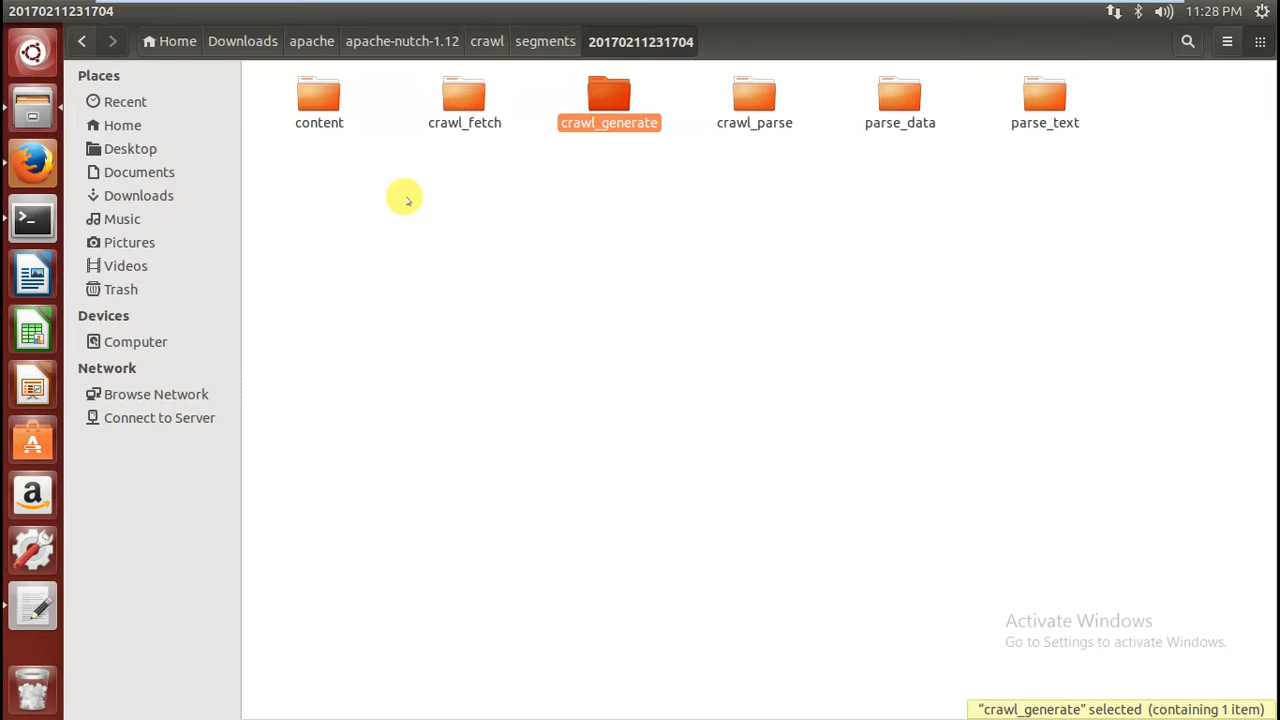 20170211231704
11:28 PM
Home
Downloads
apache
apache-nutch-1.12
crawl
segments
20170211231704
Places
Recent
Home
Desktop
Documents
Downloads
Music
Pictures
Videos
Trash
Devices
Computer
Network
Browse Network
Connect to Server
content
crawl_fetch
crawl_generate
crawl_parse
parse_data
parse_text
Activate Windows
Go to Settings to activate Windows.
“crawl_generate” selected (containing 1 item)